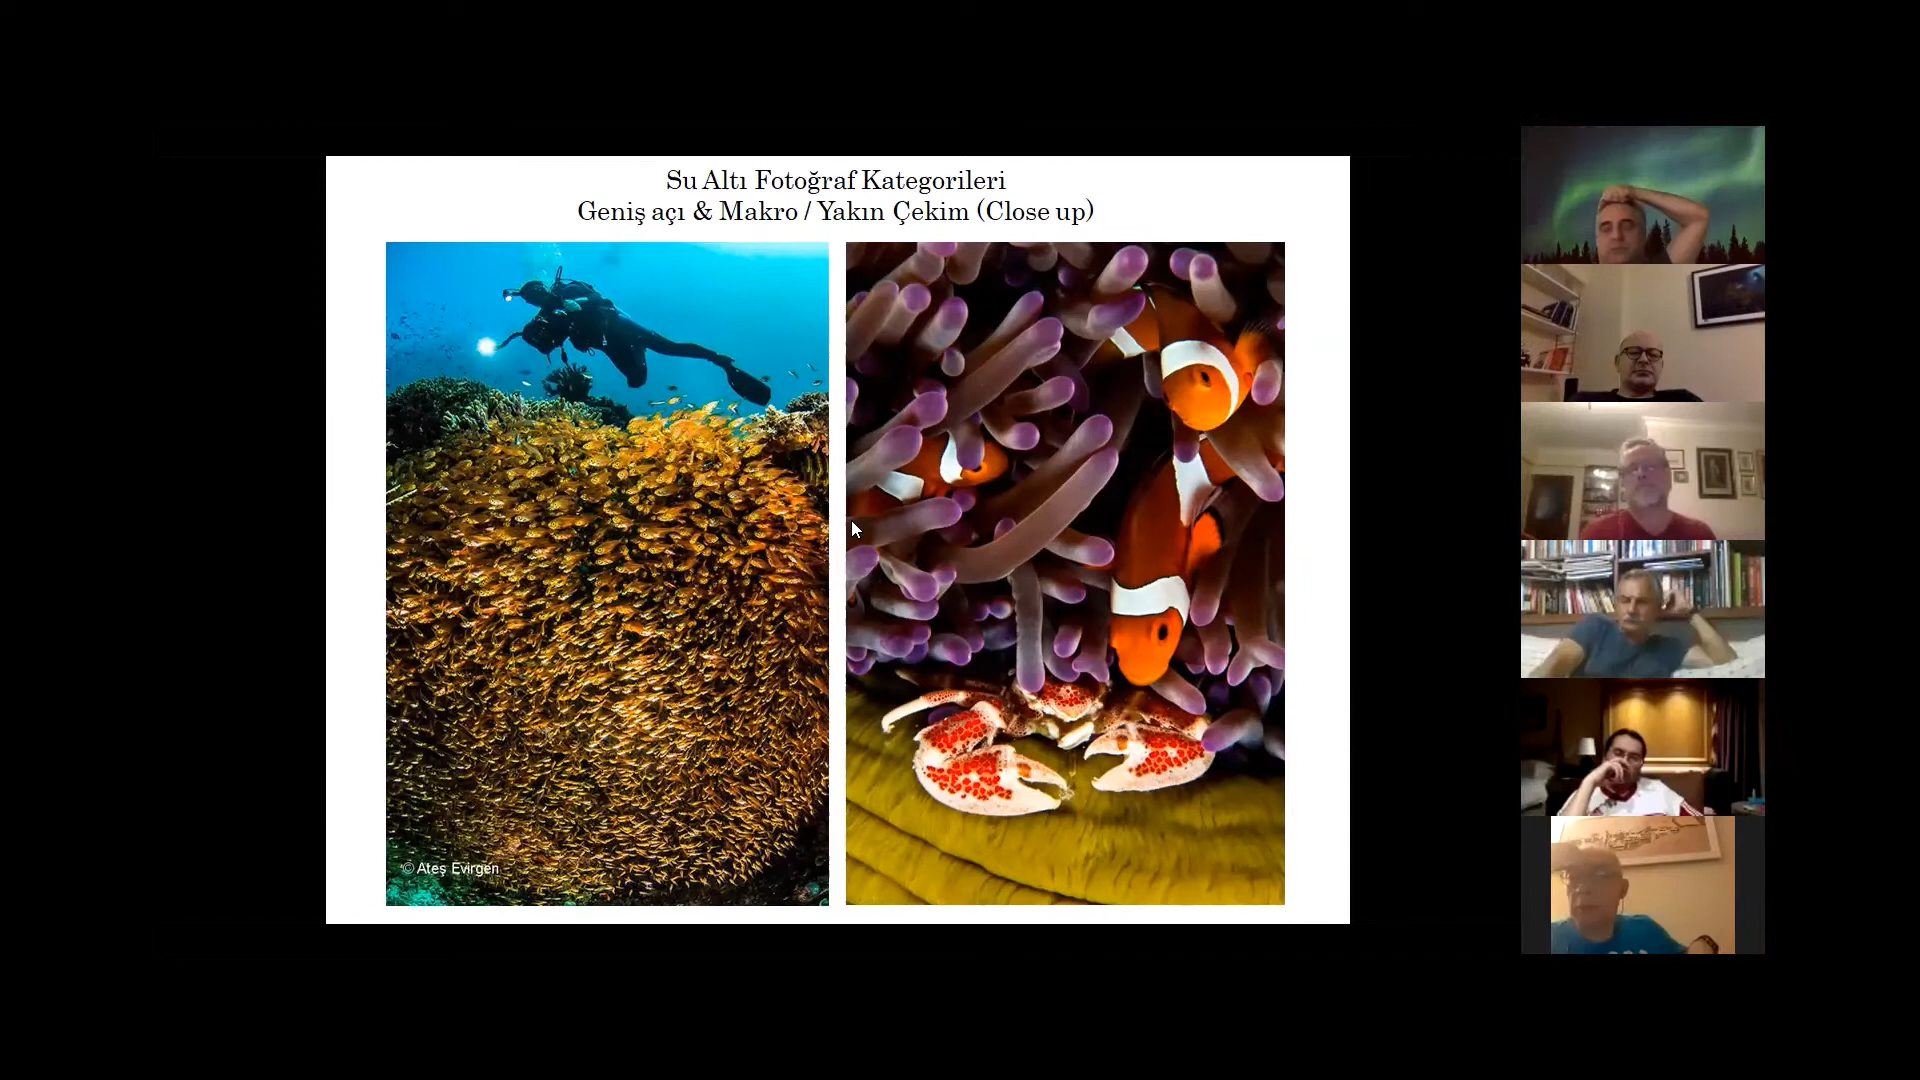 Su Altı Fotoğraf Kategorileri
Geniş açı & Makro / Yakın Çekim (Close up)
© Ateş Evirgen